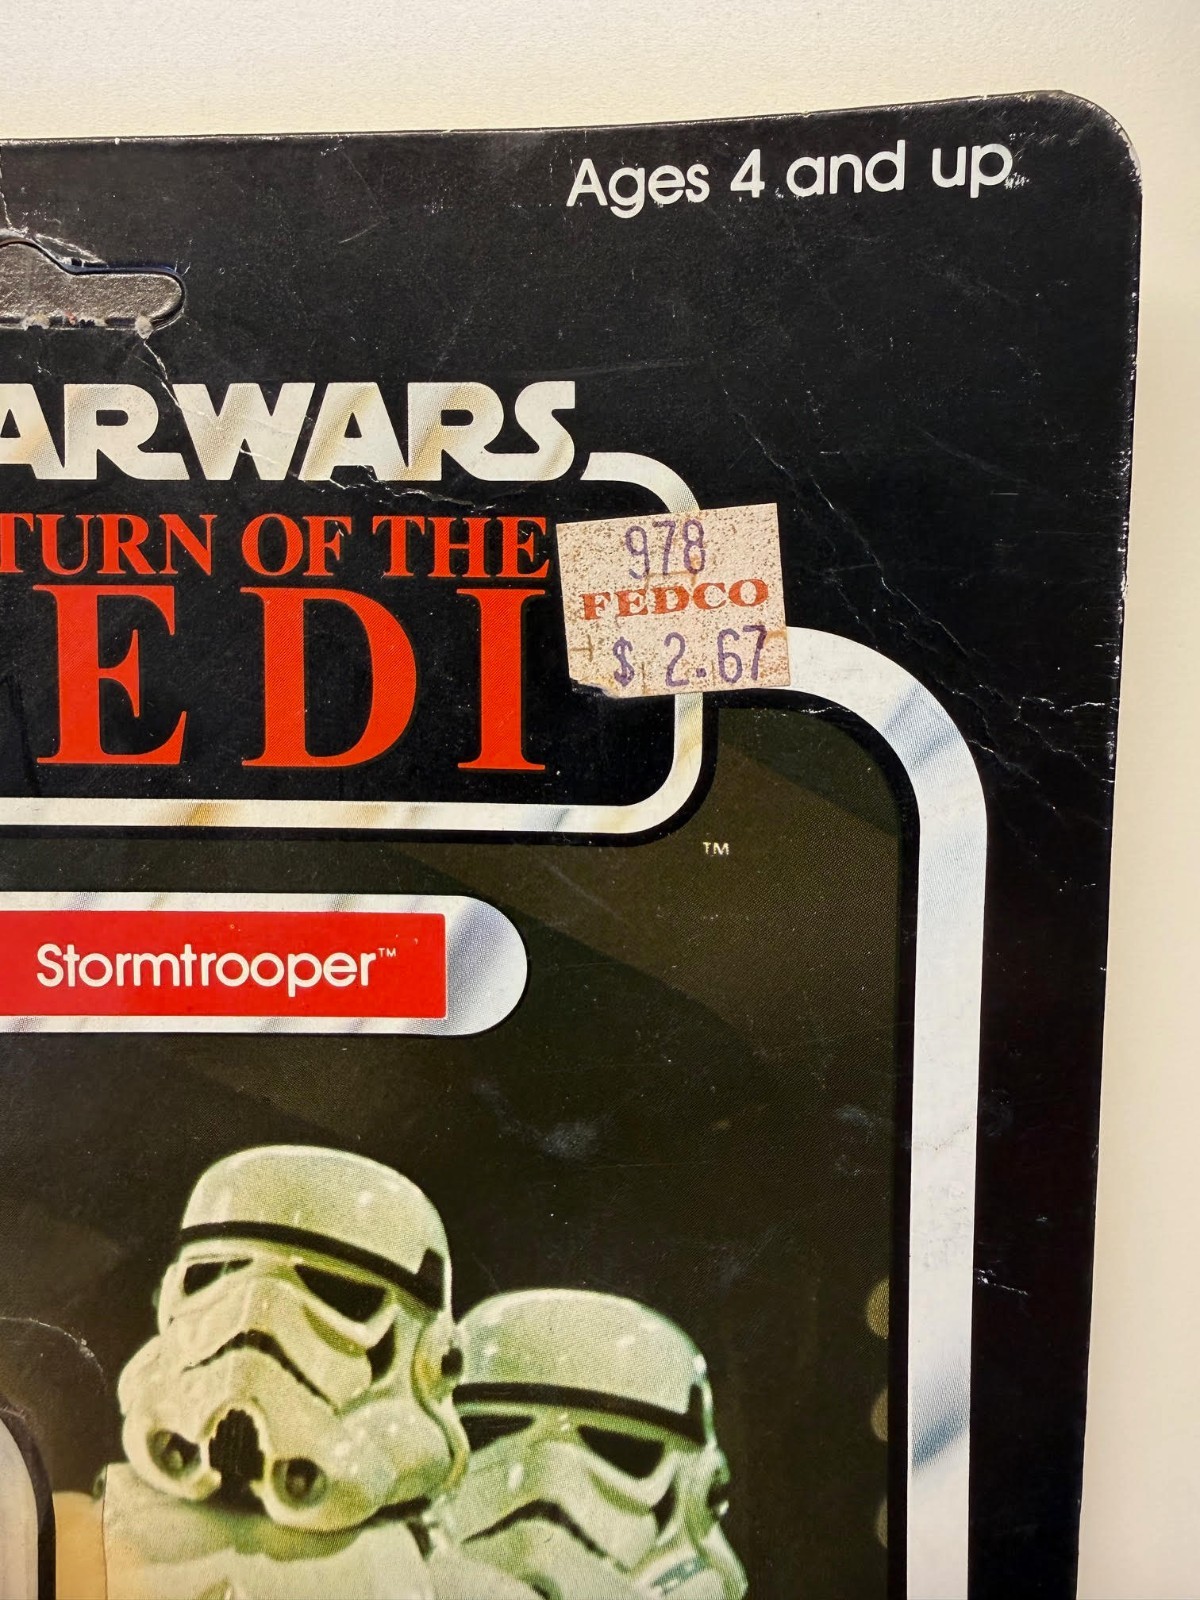 Ages 4 and up
ARWARS
978
FEDCO
$ 2.67
TURN OF THE
EDI
TM
Stormtrooper™